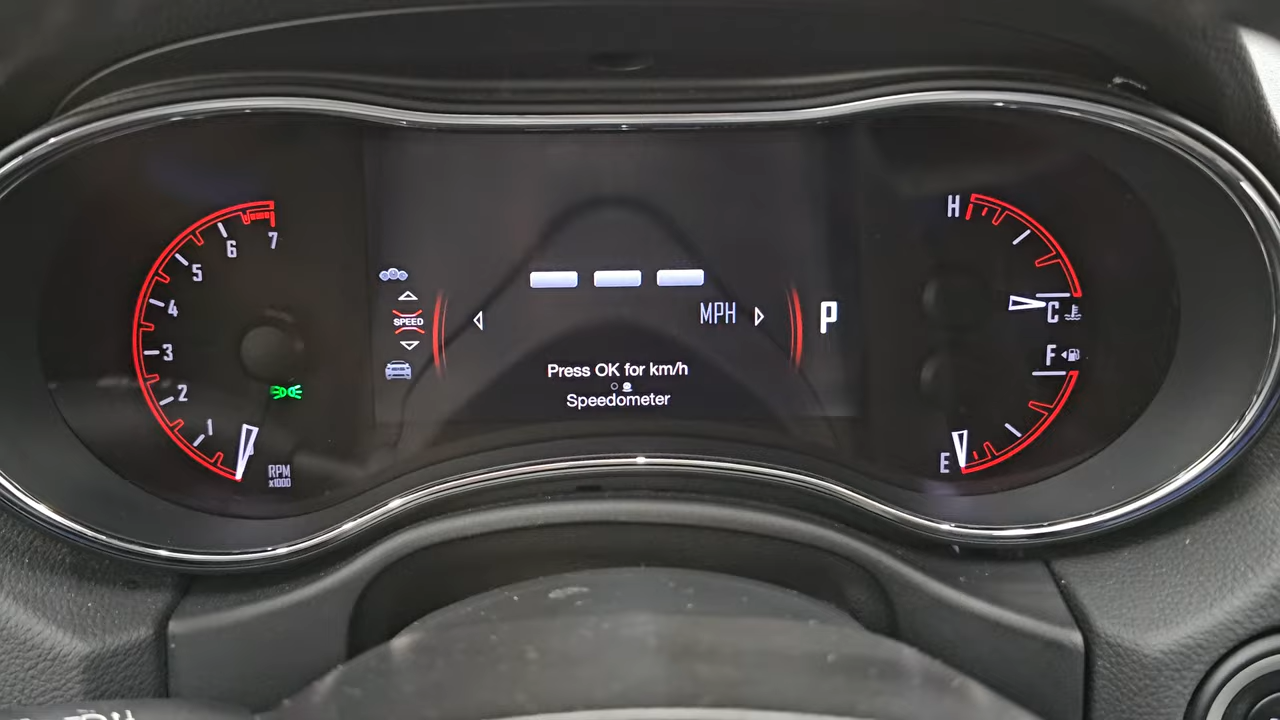 7
6
5
4
3
2
1
RPM
x1000
SPEED
MPH
Press OK for km/h
Speedometer
P
H
C
F
E